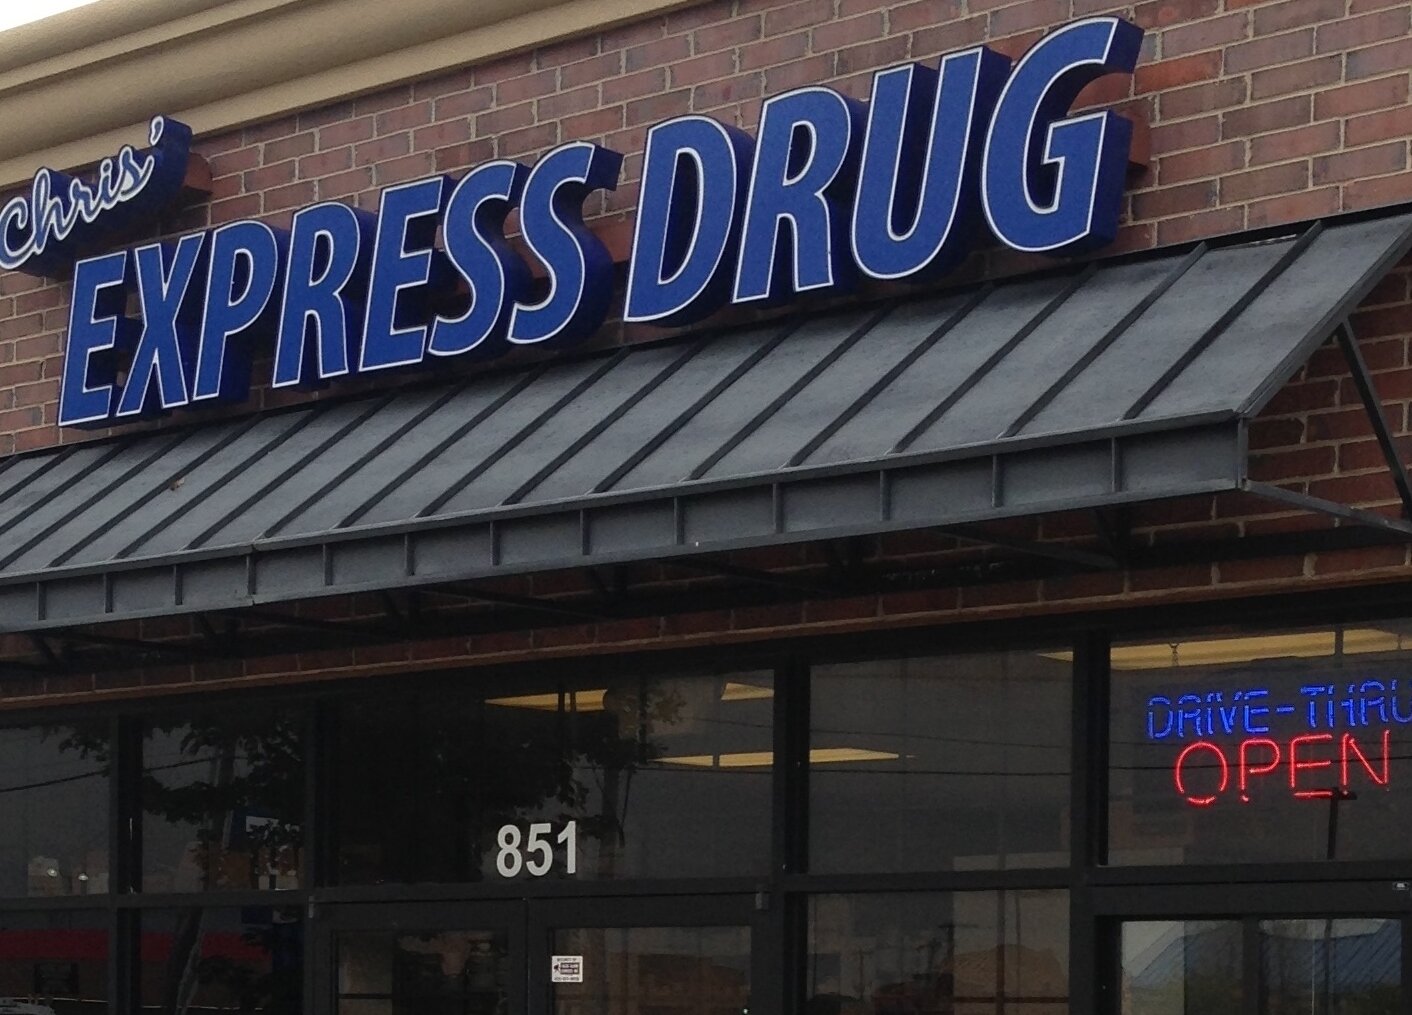 Chris'
EXPRESS DRUG
DRIVE-THRU
OPEN
851